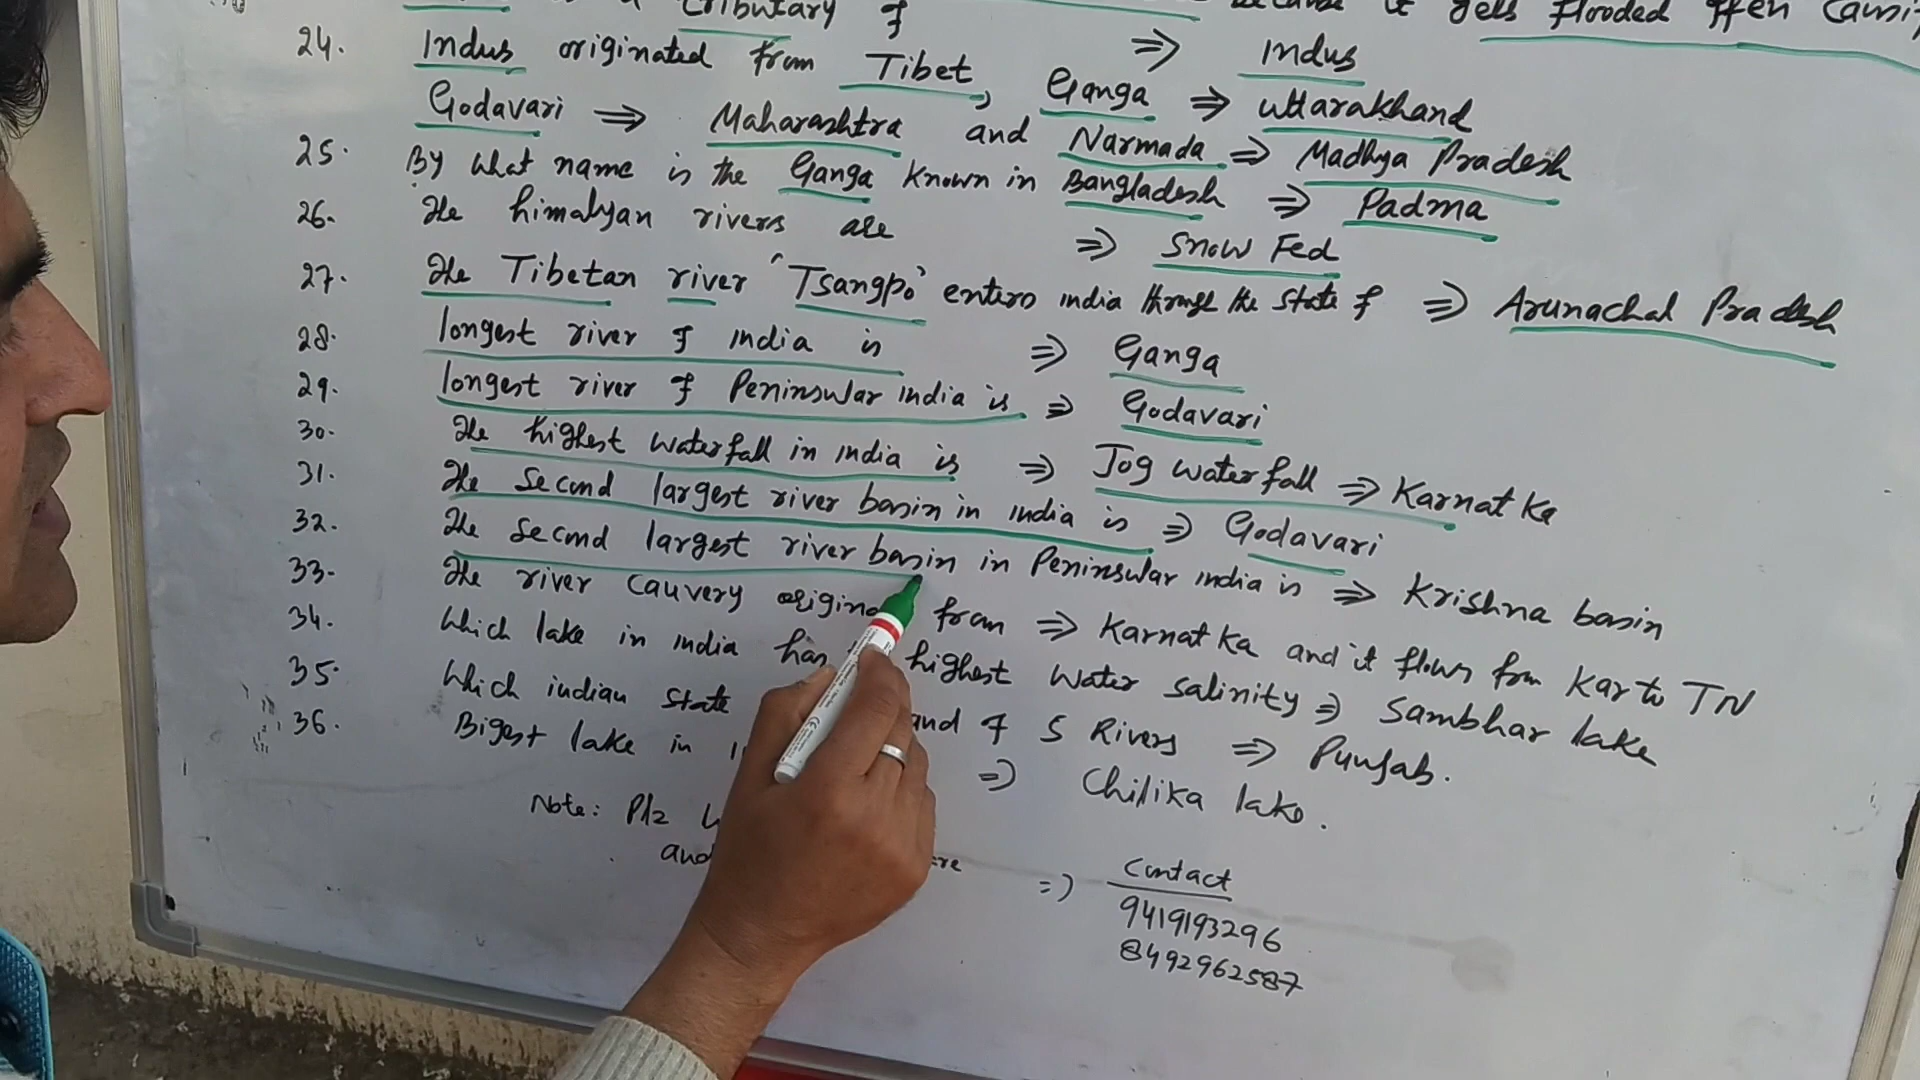 a tributary of because it gets flooded often causi
⇒ Indus
24. Indus originated from Tibet, Ganga ⇒ Uttarakhand
Godavari ⇒ Maharashtra and Narmada ⇒ Madhya Pradesh
25. By what name is the Ganga known in Bangladesh ⇒ Padma
26. The himalyan rivers are ⇒ Snow Fed
27. The Tibetan river 'Tsangpo' enters india through the state of ⇒ Arunachal Pradesh
28. longest river of india is ⇒ Ganga
29. longest river of Peninsular india is ⇒ Godavari
30. The highest waterfall in india is ⇒ Jog waterfall ⇒ Karnatka
31. The second largest river basin in india is ⇒ Godavari
32. The second largest river basin in Peninsular india is ⇒ Krishna basin
33. The river cauvery from ⇒ Karnatka and it flows from Kar to TN
34. Which lake in india has highest water salinity ⇒ Sambhar lake
35. Which indian state and of 5 Rivers ⇒ Punjab.
36. Bigest lake in ⇒ Chilika lake.
Note: Plz
and ⇒ Contact
9419193296
8492962587